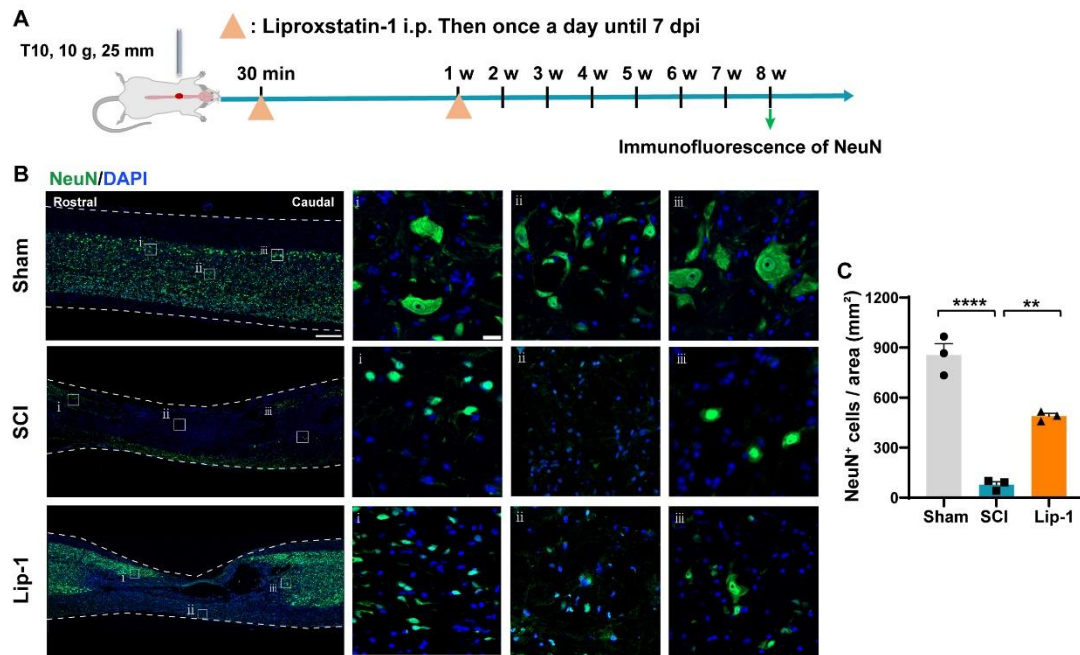 A
: Liproxstatin-1 i.p. Then once a day until 7 dpi
T10, 10 g, 25 mm
30 min
1 w 2 w 3 w 4 w 5 w 6 w 7 w 8 w
Immunofluorescence of NeuN
B
NeuN/DAPI
Rostral Caudal
Sham
i
ii
iii
i
ii
iii
SCI
i
ii
iii
i
ii
iii
Lip-1
i
ii
iii
i
ii
iii
C
NeuN⁺ cells / area (mm²)
1200
900
600
300
0
**** **
Sham SCI Lip-1